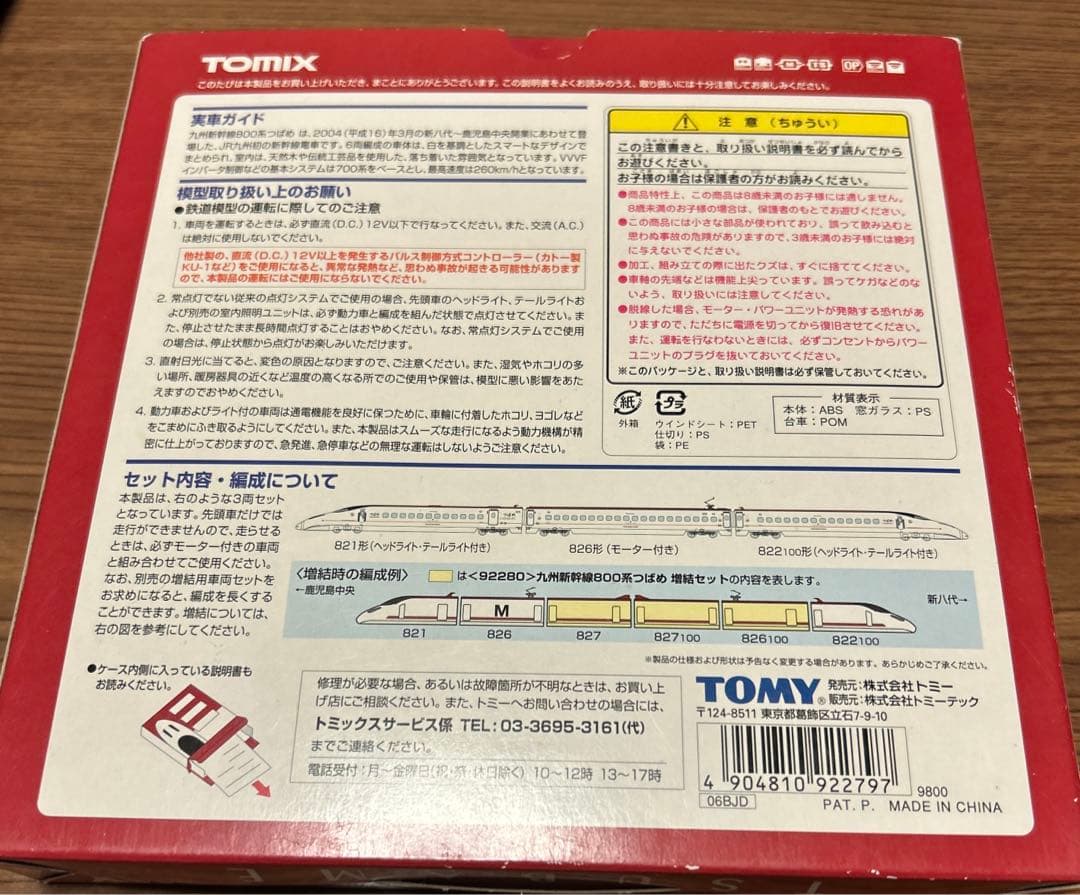 TOMIX
M T5 OP
このたびは本製品をお買い上げいただき、まことにありがとうございます。この説明書をよくお読みのうえ、取り扱いには十分注意してお楽しみください。
実車ガイド
九州新幹線800系つばめ は、2004(平成16)年3月の新八代〜鹿児島中央開業にあわせて登
場した、JR九州初の新幹線電車です。6両編成の車体は、白を基調としたスマートなデザインで
まとめられ、室内は、天然木や伝統工芸品を使用した、落ち着いた雰囲気となっています。VVVF
インバータ制御などの基本システムは700系をベースとし、最高速度は260km/hとなっています。
模型取り扱い上のお願い
●鉄道模型の運転に際してのご注意
1. 車両を運転するときは、必ず直流(D.C.)12V以下で行なってください。また、交流(A.C.)
は絶対に使用しないでください。
他社製の、直流(D.C.)12V以上を発生するパルス制御方式コントローラー(カトー製
KU-1など)をご使用になると、異常な発熱など、思わぬ事故が起きる可能性があります
ので、本製品の運転にはご使用にならないでください。
2. 常点灯でない従来の点灯システムでご使用の場合、先頭車のヘッドライト、テールライトお
よび別売の室内照明ユニットは、必ず動力車と編成を組んだ状態で点灯させてください。ま
た、停止させたまま長時間点灯することはおやめください。なお、常点灯システムでご使用
の場合は、停止状態から点灯がお楽しみいただけます。
3. 直射日光に当てると、変色の原因となりますので、ご注意ください。また、湿気やホコリの多
い場所、暖房器具の近くなど温度の高くなる所でのご使用や保管は、模型に悪い影響をあた
えますのでおやめください。
4. 動力車およびライト付の車両は通電機能を良好に保つために、車輪に付着したホコリ、ヨゴレなど
をこまめにふき取るようにしてください。また、本製品はスムーズな走行になるよう動力機構が精
密に仕上がっておりますので、急発進、急停車などの無理な運転はしないようご注意ください。
注 意 (ちゅうい)
この注意書きと、取り扱い説明書を必ず読んでから
お遊びください。
お子様の場合は保護者の方がお読みください。
●商品特性上、この商品は8歳未満のお子様には適しません。
8歳未満のお子様の場合は、保護者のもとでお遊びください。
●この商品には小さな部品が使われており、誤って飲み込むと
思わぬ事故の危険がありますので、3歳未満のお子様には絶対
に与えないでください。
●加工、組み立ての際に出たクズは、すぐに捨ててください。
●車軸の先端などは機能上尖っています。誤ってケガなどのな
いよう、取り扱いには注意してください。
●脱線した場合、モーター・パワーユニットが発熱する恐れがあ
りますので、ただちに電源を切ってから復旧させてください。
また、運転を行なわないときには、必ずコンセントからパワー
ユニットのプラグを抜いておいてください。
※このパッケージと、取り扱い説明書は必ず保管しておいてください。
紙 プラ
外箱 ウインドシート:PET
仕切り:PS
袋:PE
材質表示
本体:ABS 窓ガラス:PS
台車:POM
セット内容・編成について
本製品は、右のような3両セット
となっています。先頭車だけでは
走行ができませんので、走らせる
ときは、必ずモーター付きの車両
と組み合わせてご使用ください。
なお、別売の増結用車両セットを
お求めになると、編成を長くする
ことができます。増結については、
右の図を参考にしてください。
821形(ヘッドライト・テールライト付き) 826形(モーター付き) 822100形(ヘッドライト・テールライト付き)
〈増結時の編成例〉 は<92280>九州新幹線800系つばめ 増結セットの内容を表します。
←鹿児島中央 新八代→
M
821 826 827 827100 826100 822100
※製品の仕様および形状は予告なく変更する場合があります。あらかじめご了承ください。
●ケース内側に入っている説明書も
お読みください。
修理が必要な場合、あるいは故障箇所が不明なときは、お買い上
げ店にご相談ください。また、トミーへお問い合わせの場合には、
トミックスサービス係 TEL:03-3695-3161(代)
までご連絡ください。
電話受付:月〜金曜日(祝・祭・休日除く) 10〜12時 13〜17時
TOMY® 発売元:株式会社トミー
販売元:株式会社トミーテック
〒124-8511 東京都葛飾区立石7-9-10
4 904810 922797
9800
06BJD PAT. P. MADE IN CHINA